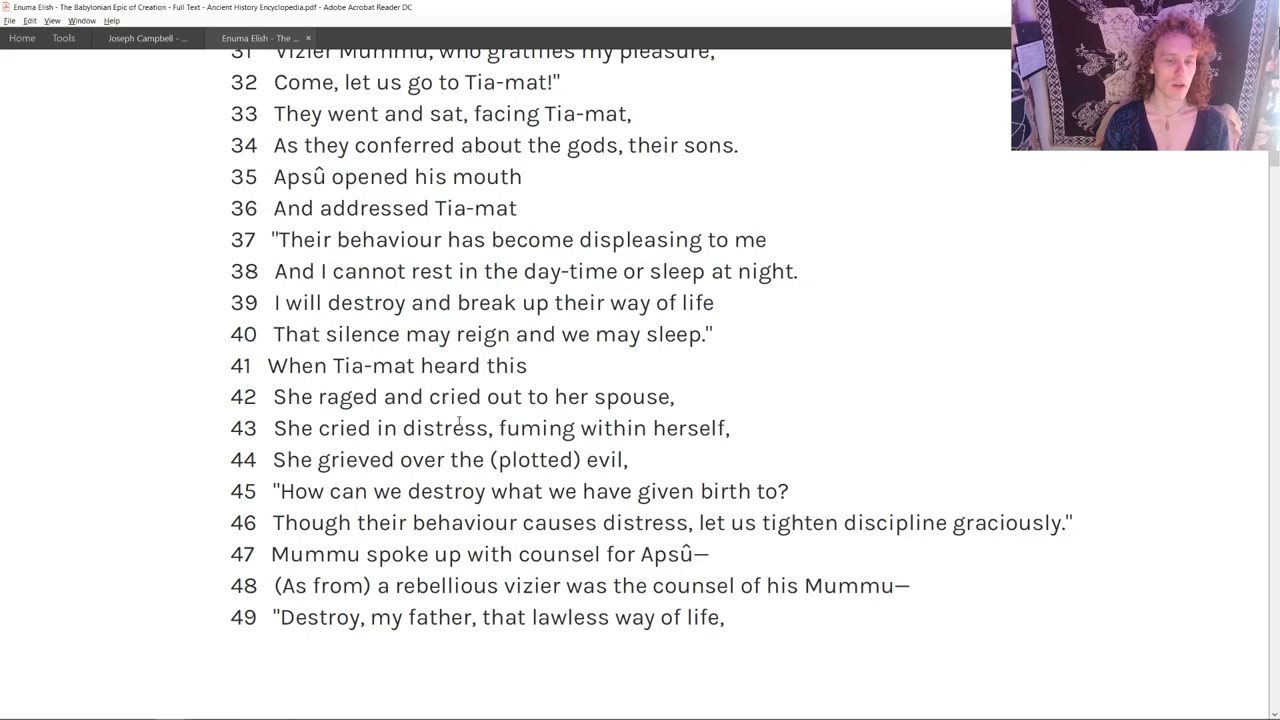 Enuma Elish - The Babylonian Epic of Creation - Full Text - Ancient History Encyclopedia.pdf - Adobe Acrobat Reader DC
File Edit View Window Help
Home Tools Joseph Campbell - ... Enuma Elish - The ... ×
31 Vizier Mummu, who gratifies my pleasure,
32 Come, let us go to Tia-mat!"
33 They went and sat, facing Tia-mat,
34 As they conferred about the gods, their sons.
35 Apsû opened his mouth
36 And addressed Tia-mat
37 "Their behaviour has become displeasing to me
38 And I cannot rest in the day-time or sleep at night.
39 I will destroy and break up their way of life
40 That silence may reign and we may sleep."
41 When Tia-mat heard this
42 She raged and cried out to her spouse,
43 She cried in distress, fuming within herself,
44 She grieved over the (plotted) evil,
45 "How can we destroy what we have given birth to?
46 Though their behaviour causes distress, let us tighten discipline graciously."
47 Mummu spoke up with counsel for Apsû—
48 (As from) a rebellious vizier was the counsel of his Mummu—
49 "Destroy, my father, that lawless way of life,